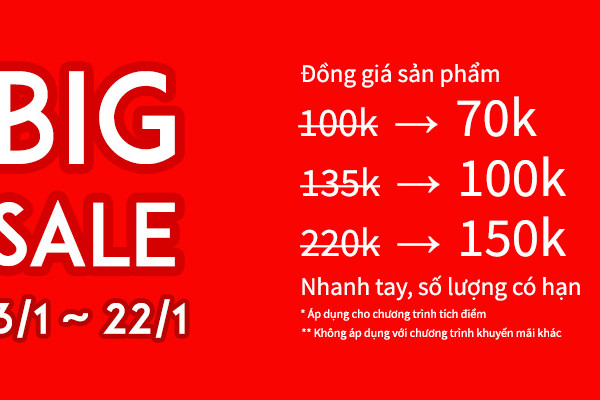 BIG
SALE
3/1 ~ 22/1
Đồng giá sản phẩm
100k → 70k
135k → 100k
220k → 150k
Nhanh tay, số lượng có hạn
* Áp dụng cho chương trình tích điểm
** Không áp dụng với chương trình khuyến mãi khác